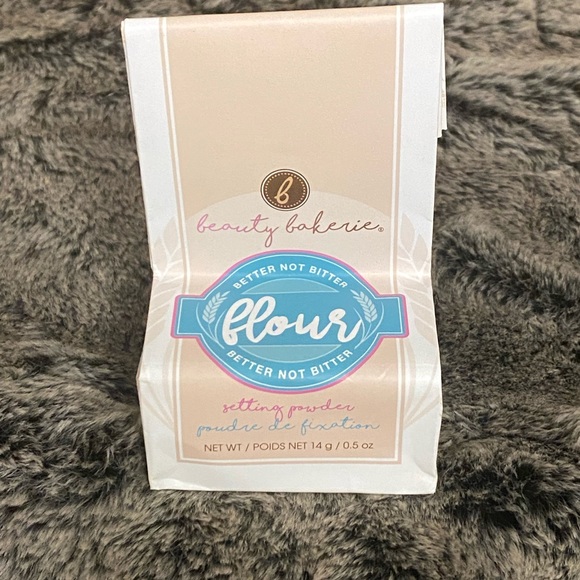 b
beauty bakerie®
BETTER NOT BITTER
flour
BETTER NOT BITTER
setting powder
poudre de fixation
NET WT / POIDS NET 14 g / 0.5 oz